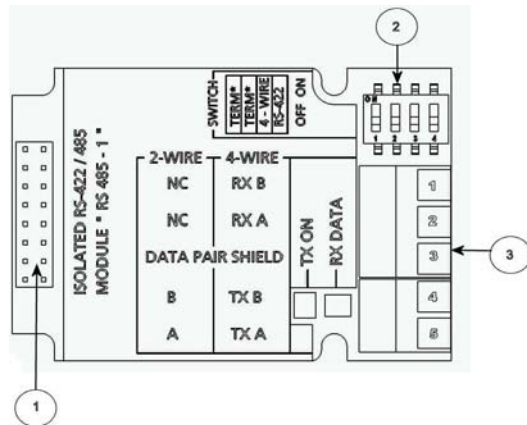 2
SWITCH
TERM*
TERM*
4 - WIRE
RS-422
OFF ON
ON
1 2 3 4
ISOLATED RS-422 / 485
MODULE " RS 485 - 1 "
2-WIRE 4-WIRE
NC RX B
NC RX A
DATA PAIR SHIELD
B TX B
A TX A
TX ON
RX DATA
1
2
3
4
5
3
1